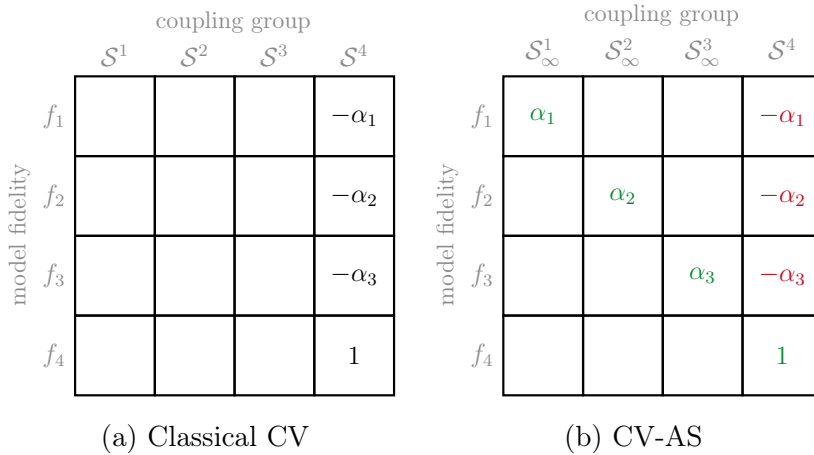 coupling group
S¹ S² S³ S⁴
model fidelity
f₁ −α₁
f₂ −α₂
f₃ −α₃
f₄ 1
(a) Classical CV
coupling group
S¹∞ S²∞ S³∞ S⁴
model fidelity
f₁ α₁ −α₁
f₂ α₂ −α₂
f₃ α₃ −α₃
f₄ 1
(b) CV-AS